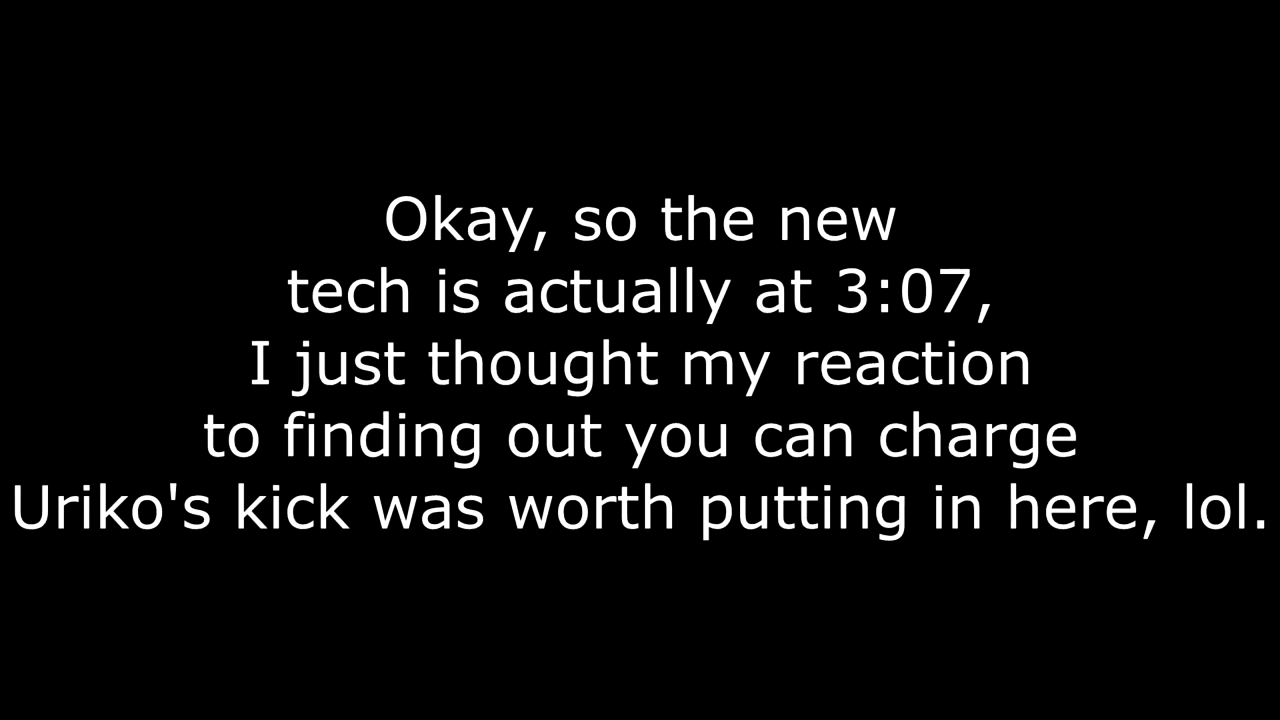 Okay, so the new
tech is actually at 3:07,
I just thought my reaction
to finding out you can charge
Uriko's kick was worth putting in here, lol.